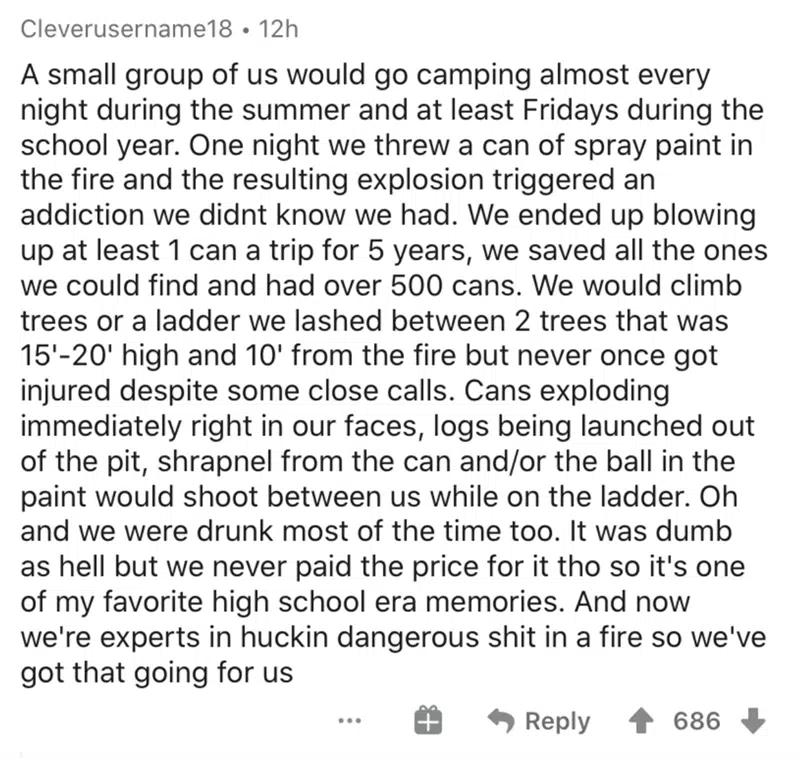 Cleverusername18 • 12h
A small group of us would go camping almost every
night during the summer and at least Fridays during the
school year. One night we threw a can of spray paint in
the fire and the resulting explosion triggered an
addiction we didnt know we had. We ended up blowing
up at least 1 can a trip for 5 years, we saved all the ones
we could find and had over 500 cans. We would climb
trees or a ladder we lashed between 2 trees that was
15'-20' high and 10' from the fire but never once got
injured despite some close calls. Cans exploding
immediately right in our faces, logs being launched out
of the pit, shrapnel from the can and/or the ball in the
paint would shoot between us while on the ladder. Oh
and we were drunk most of the time too. It was dumb
as hell but we never paid the price for it tho so it's one
of my favorite high school era memories. And now
we're experts in huckin dangerous shit in a fire so we've
got that going for us
... Reply 686